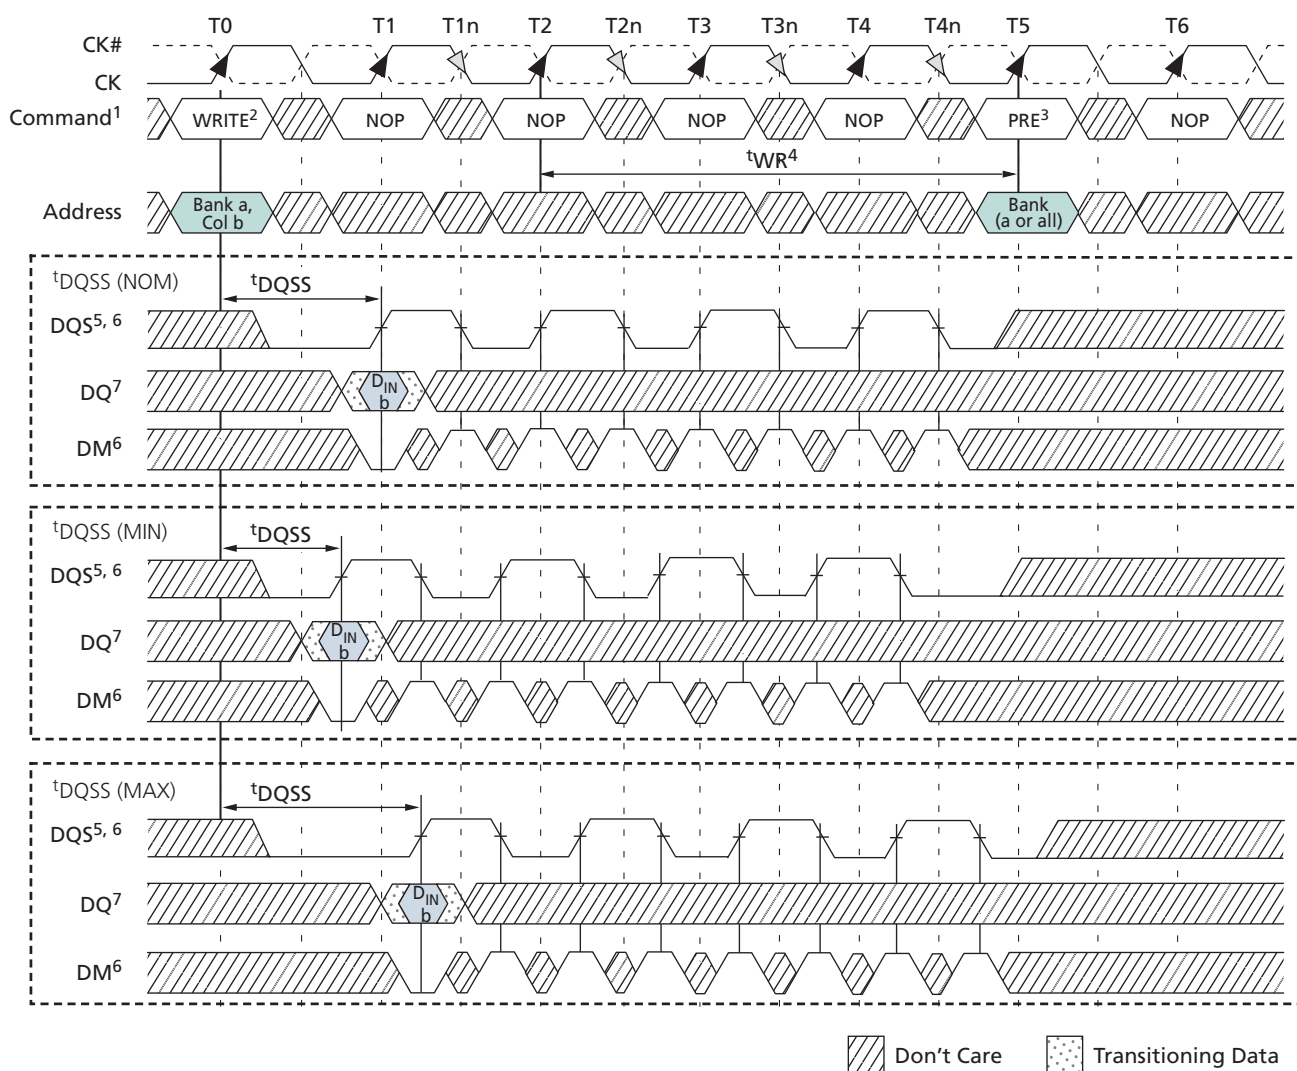 T0 T1 T1n T2 T2n T3 T3n T4 T4n T5 T6
CK#
CK
Command¹ WRITE² NOP NOP NOP NOP PRE³ NOP
ᵗWR⁴
Address Bank a, Col b Bank (a or all)
ᵗDQSS (NOM) ᵗDQSS
DQS⁵, ⁶
DQ⁷ DIN b
DM⁶
ᵗDQSS (MIN) ᵗDQSS
DQS⁵, ⁶
DQ⁷ DIN b
DM⁶
ᵗDQSS (MAX) ᵗDQSS
DQS⁵, ⁶
DQ⁷ DIN b
DM⁶
Don't Care Transitioning Data